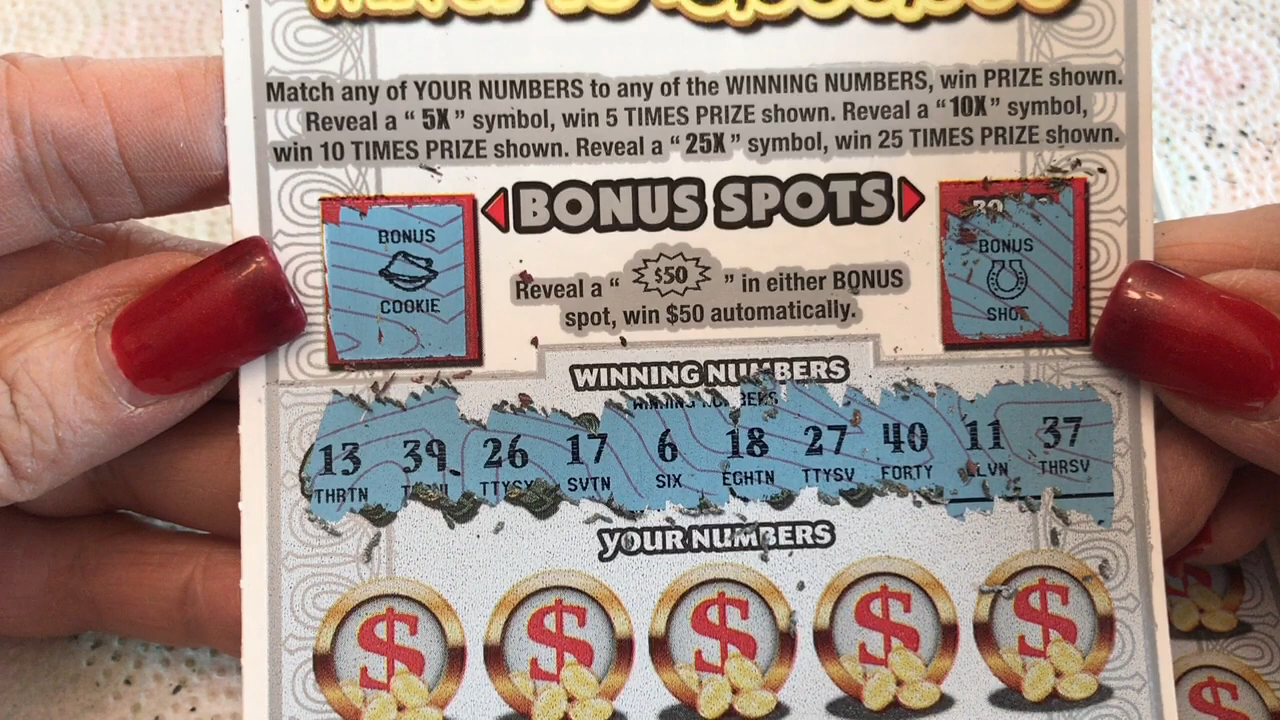 Match any of YOUR NUMBERS to any of the WINNING NUMBERS, win PRIZE shown.
Reveal a “ 5X ” symbol, win 5 TIMES PRIZE shown. Reveal a “ 10X ” symbol,
win 10 TIMES PRIZE shown. Reveal a “ 25X ” symbol, win 25 TIMES PRIZE shown.
BONUS SPOTS
BONUS
COOKIE
Reveal a “ $50 ” in either BONUS
spot, win $50 automatically.
BONUS
SHOE
WINNING NUMBERS
13 39 26 17 6 18 27 40 11 37
THRTN SVTN SIX EGHTN TTYSV FORTY THRSV
YOUR NUMBERS
$ $ $ $ $